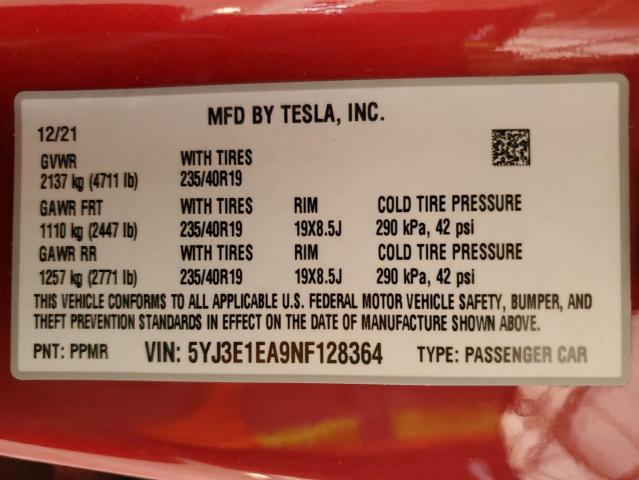 MFD BY TESLA, INC.
12/21
GVWR WITH TIRES
2137 kg (4711 lb) 235/40R19
GAWR FRT WITH TIRES RIM COLD TIRE PRESSURE
1110 kg (2447 lb) 235/40R19 19X8.5J 290 kPa, 42 psi
GAWR RR WITH TIRES RIM COLD TIRE PRESSURE
1257 kg (2771 lb) 235/40R19 19X8.5J 290 kPa, 42 psi
THIS VEHICLE CONFORMS TO ALL APPLICABLE U.S. FEDERAL MOTOR VEHICLE SAFETY, BUMPER, AND
THEFT PREVENTION STANDARDS IN EFFECT ON THE DATE OF MANUFACTURE SHOWN ABOVE.
PNT: PPMR VIN: 5YJ3E1EA9NF128364 TYPE: PASSENGER CAR